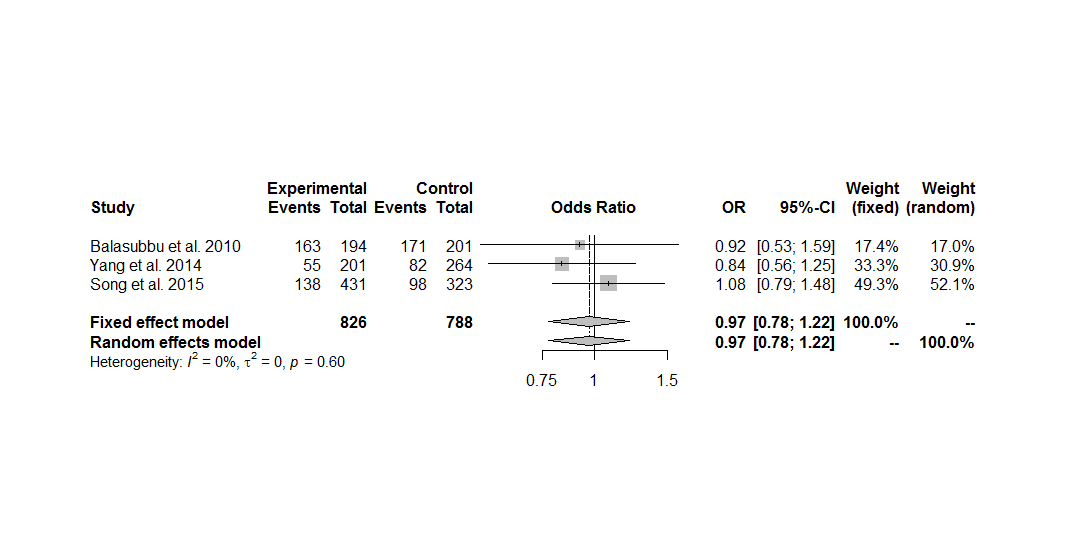 Experimental Control Weight Weight
Study Events Total Events Total Odds Ratio OR 95%-CI (fixed) (random)
Balasubbu et al. 2010 163 194 171 201 0.92 [0.53; 1.59] 17.4% 17.0%
Yang et al. 2014 55 201 82 264 0.84 [0.56; 1.25] 33.3% 30.9%
Song et al. 2015 138 431 98 323 1.08 [0.79; 1.48] 49.3% 52.1%
Fixed effect model 826 788 0.97 [0.78; 1.22] 100.0% --
Random effects model 0.97 [0.78; 1.22] -- 100.0%
Heterogeneity: I² = 0%, τ² = 0, p = 0.60
0.75 1 1.5